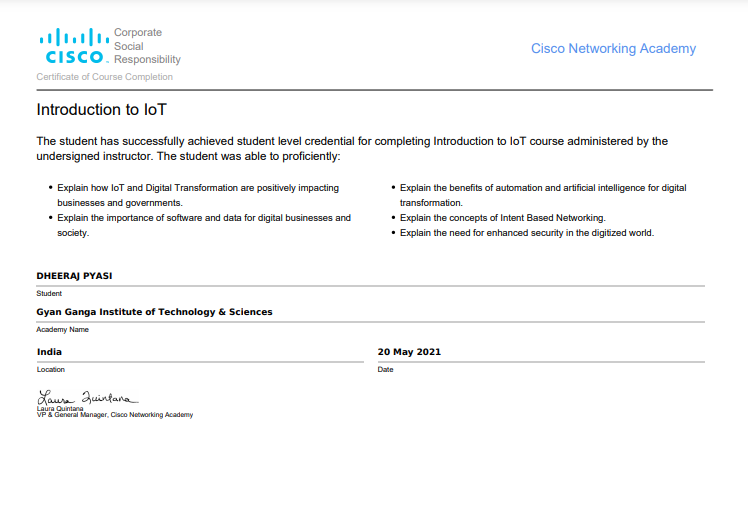 CISCO.
Corporate
Social
Responsibility
Cisco Networking Academy
Certificate of Course Completion
Introduction to IoT
The student has successfully achieved student level credential for completing Introduction to IoT course administered by the
undersigned instructor. The student was able to proficiently:
• Explain how IoT and Digital Transformation are positively impacting
businesses and governments.
• Explain the importance of software and data for digital businesses and
society.
• Explain the benefits of automation and artificial intelligence for digital
transformation.
• Explain the concepts of Intent Based Networking.
• Explain the need for enhanced security in the digitized world.
DHEERAJ PYASI
Student
Gyan Ganga Institute of Technology & Sciences
Academy Name
India
Location
20 May 2021
Date
Laura Quintana
Laura Quintana
VP & General Manager, Cisco Networking Academy